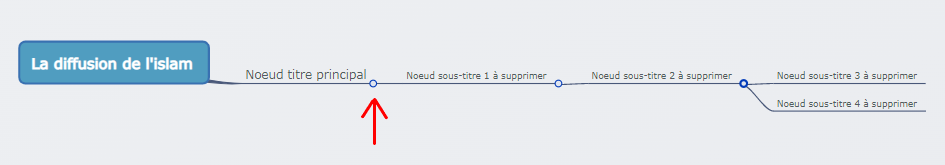 La diffusion de l'islam
Noeud titre principal
Noeud sous-titre 1 à supprimer
Noeud sous-titre 2 à supprimer
Noeud sous-titre 3 à supprimer
Noeud sous-titre 4 à supprimer